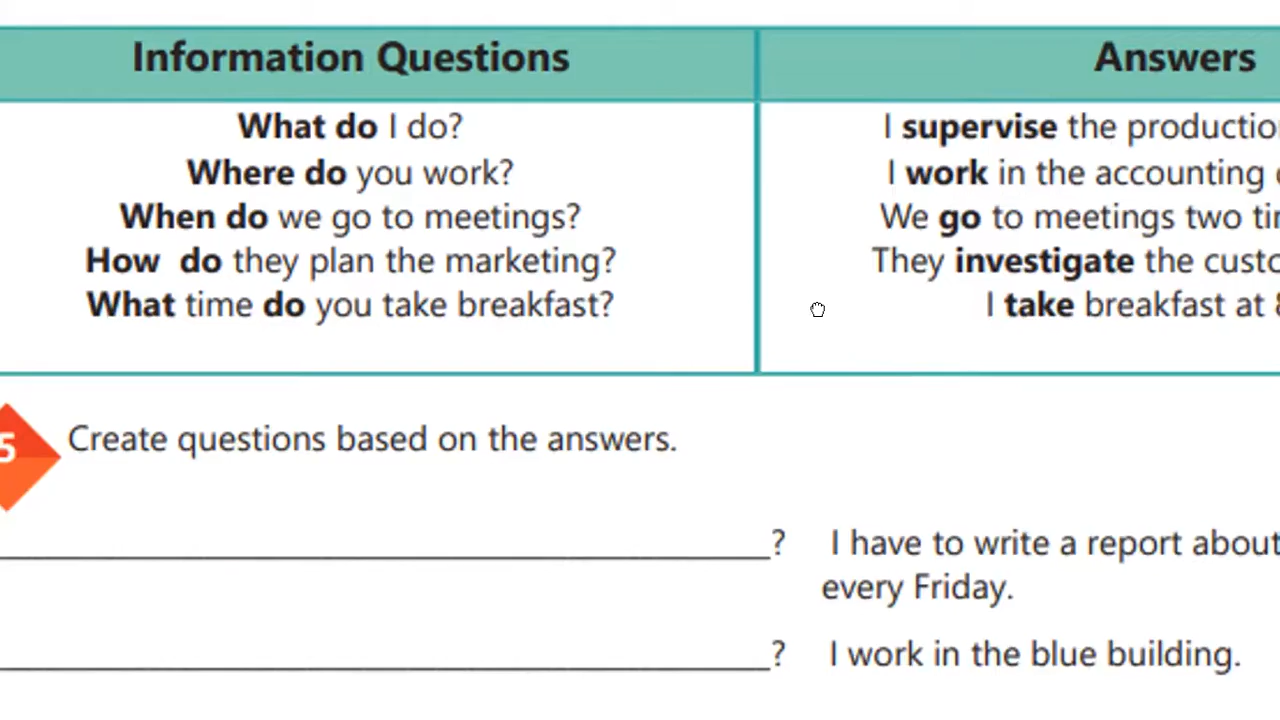 Information Questions
Answers
What do I do?
I supervise the
Where do you work?
I work in the accounting
When do we go to meetings?
We go to meetings two
How do they plan the marketing?
They investigate the
What time do you take breakfast?
I take breakfast at
5
Create questions based on the answers.
? I have to write a report about
every Friday.
? I work in the blue building.